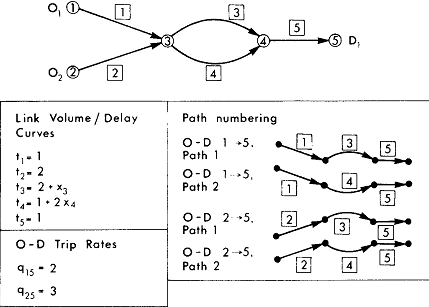 O₁ 1 1 3 5
3 4 5 D₁
O₂ 2 2 4
Link Volume / Delay
Curves
t₁ = 1
t₂ = 2
t₃ = 2 + x₃
t₄ = 1 + 2x₄
t₅ = 1
O-D Trip Rates
q₁₅ = 2
q₂₅ = 3
Path numbering
O-D 1→5,
Path 1
1 3 5
O-D 1→5,
Path 2
1 4 5
O-D 2→5,
Path 1
2 3 5
O-D 2→5,
Path 2
2 4 5